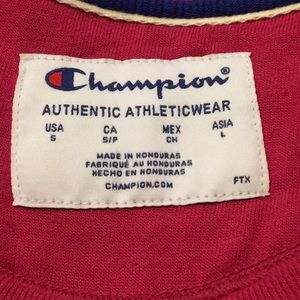 Champion®
AUTHENTIC ATHLETICWEAR
USA CA MEX ASIA
S S/P CH L
MADE IN HONDURAS
FABRIQUÉ AU HONDURAS
HECHO EN HONDURAS
CHAMPION.COM
FTX